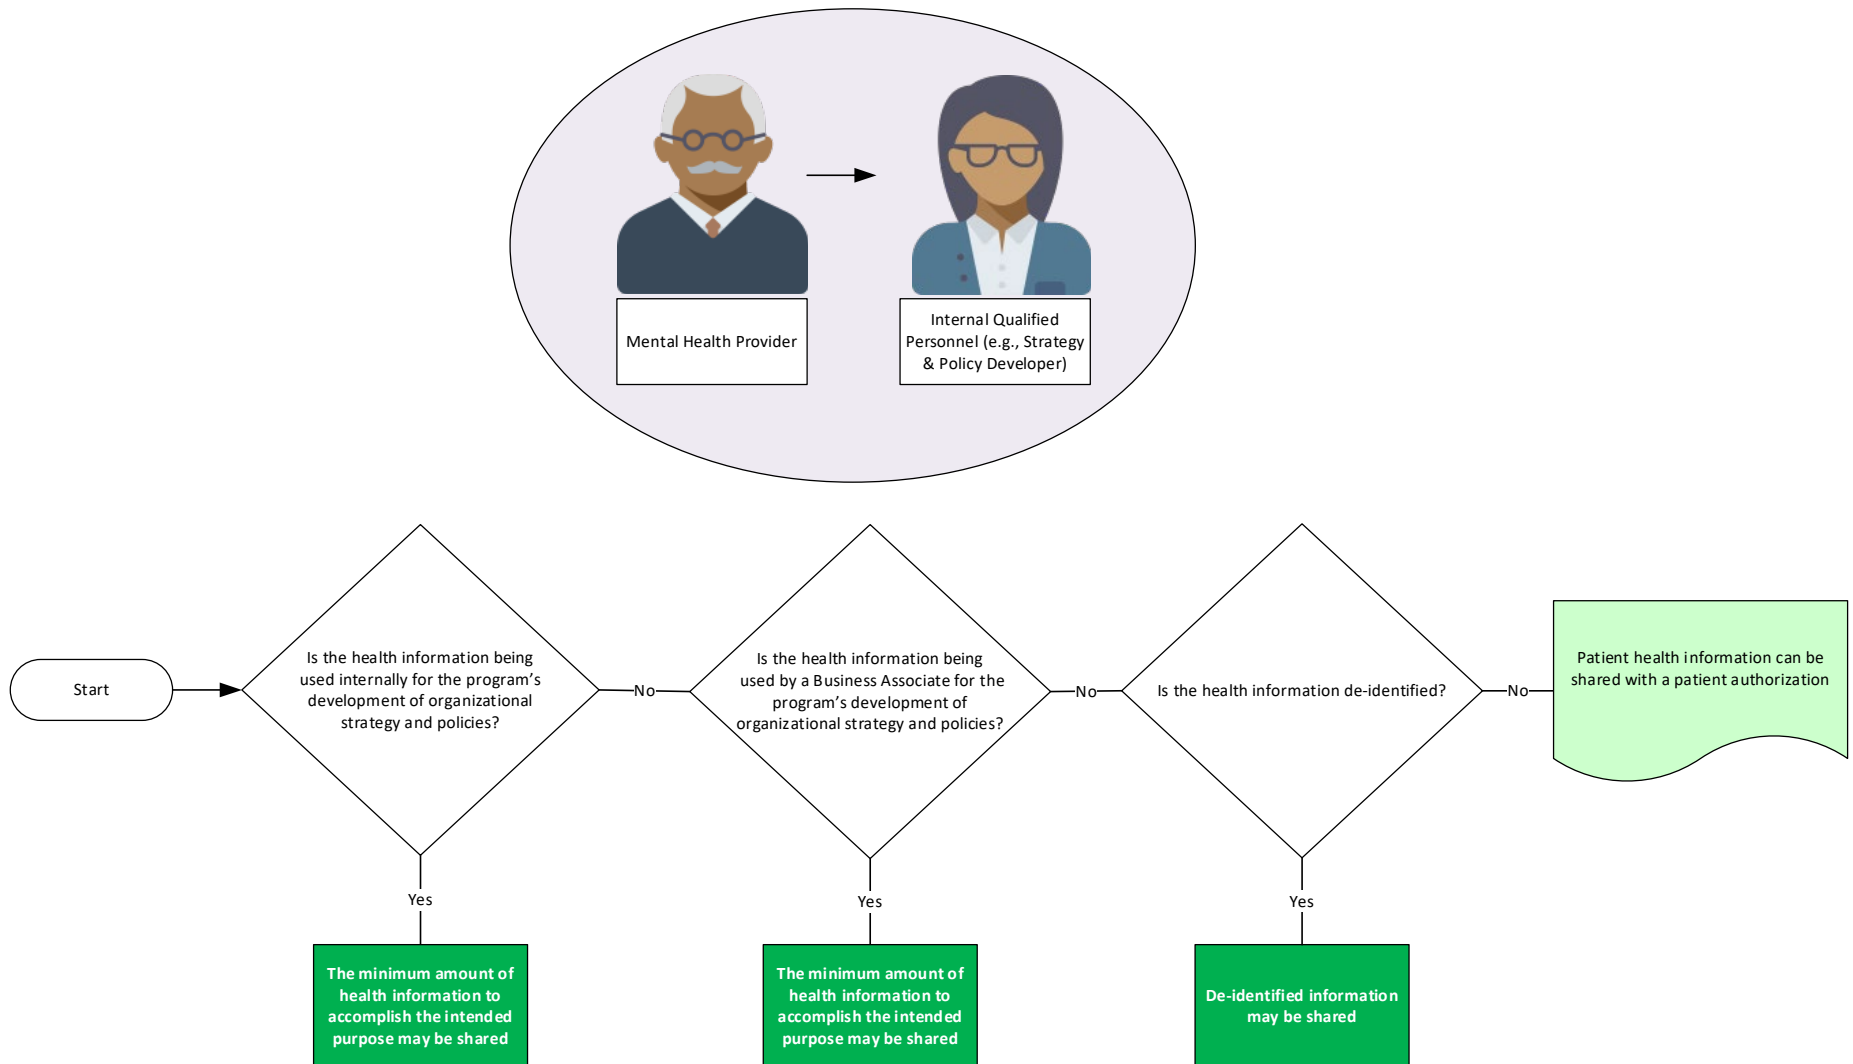 Mental Health Provider
Internal Qualified
Personnel (e.g., Strategy
& Policy Developer)
Start
Is the health information being
used internally for the program’s
development of organizational
strategy and policies?
No
Is the health information being
used by a Business Associate for the
program’s development of
organizational strategy and policies?
No
Is the health information de-identified?
No
Patient health information can be
shared with a patient authorization
Yes
Yes
Yes
The minimum amount of
health information to
accomplish the intended
purpose may be shared
The minimum amount of
health information to
accomplish the intended
purpose may be shared
De-identified information
may be shared